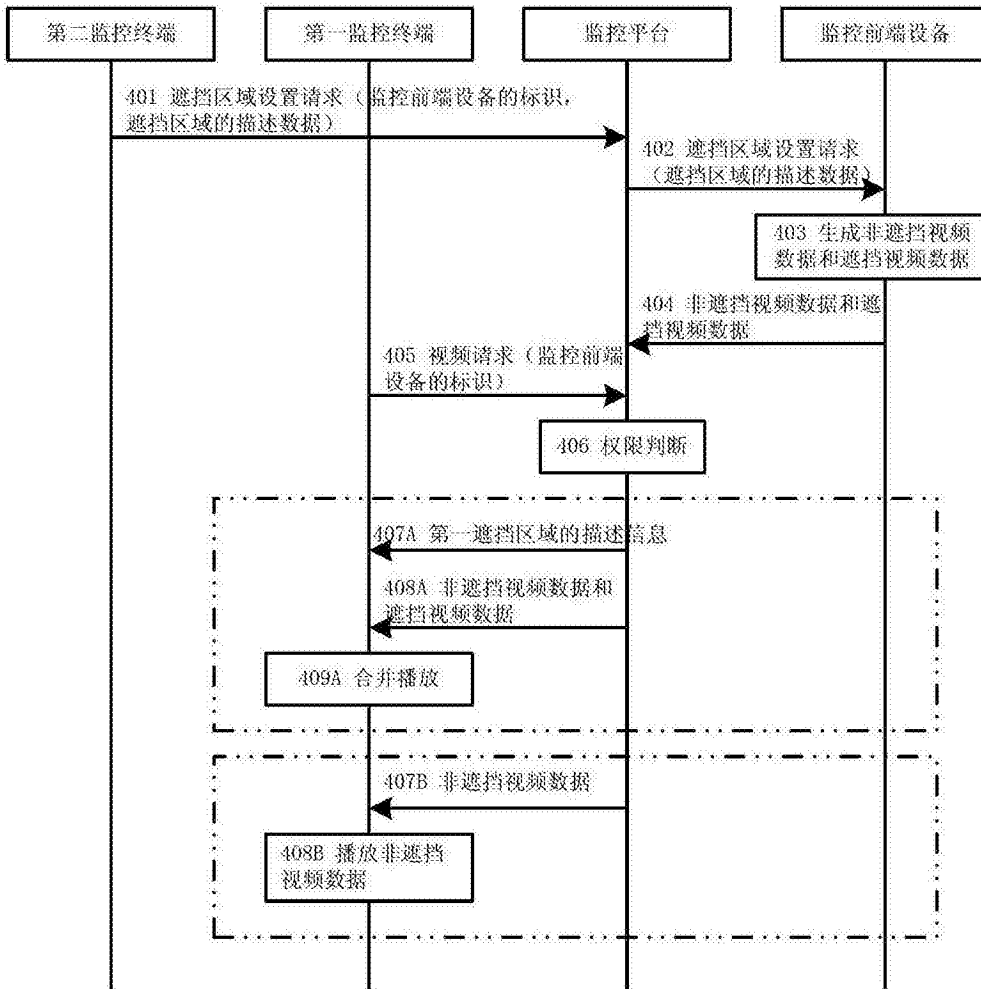 第二监控终端
第一监控终端
监控平台
监控前端设备
401 遮挡区域设置请求（监控前端设备的标识，
遮挡区域的描述数据）
402 遮挡区域设置请求
（遮挡区域的描述数据）
403 生成非遮挡视频
数据和遮挡视频数据
404 非遮挡视频数据和遮
挡视频数据
405 视频请求（监控前端
设备的标识）
406 权限判断
407A 第一遮挡区域的描述信息
408A 非遮挡视频数据和
遮挡视频数据
409A 合并播放
407B 非遮挡视频数据
408B 播放非遮挡
视频数据